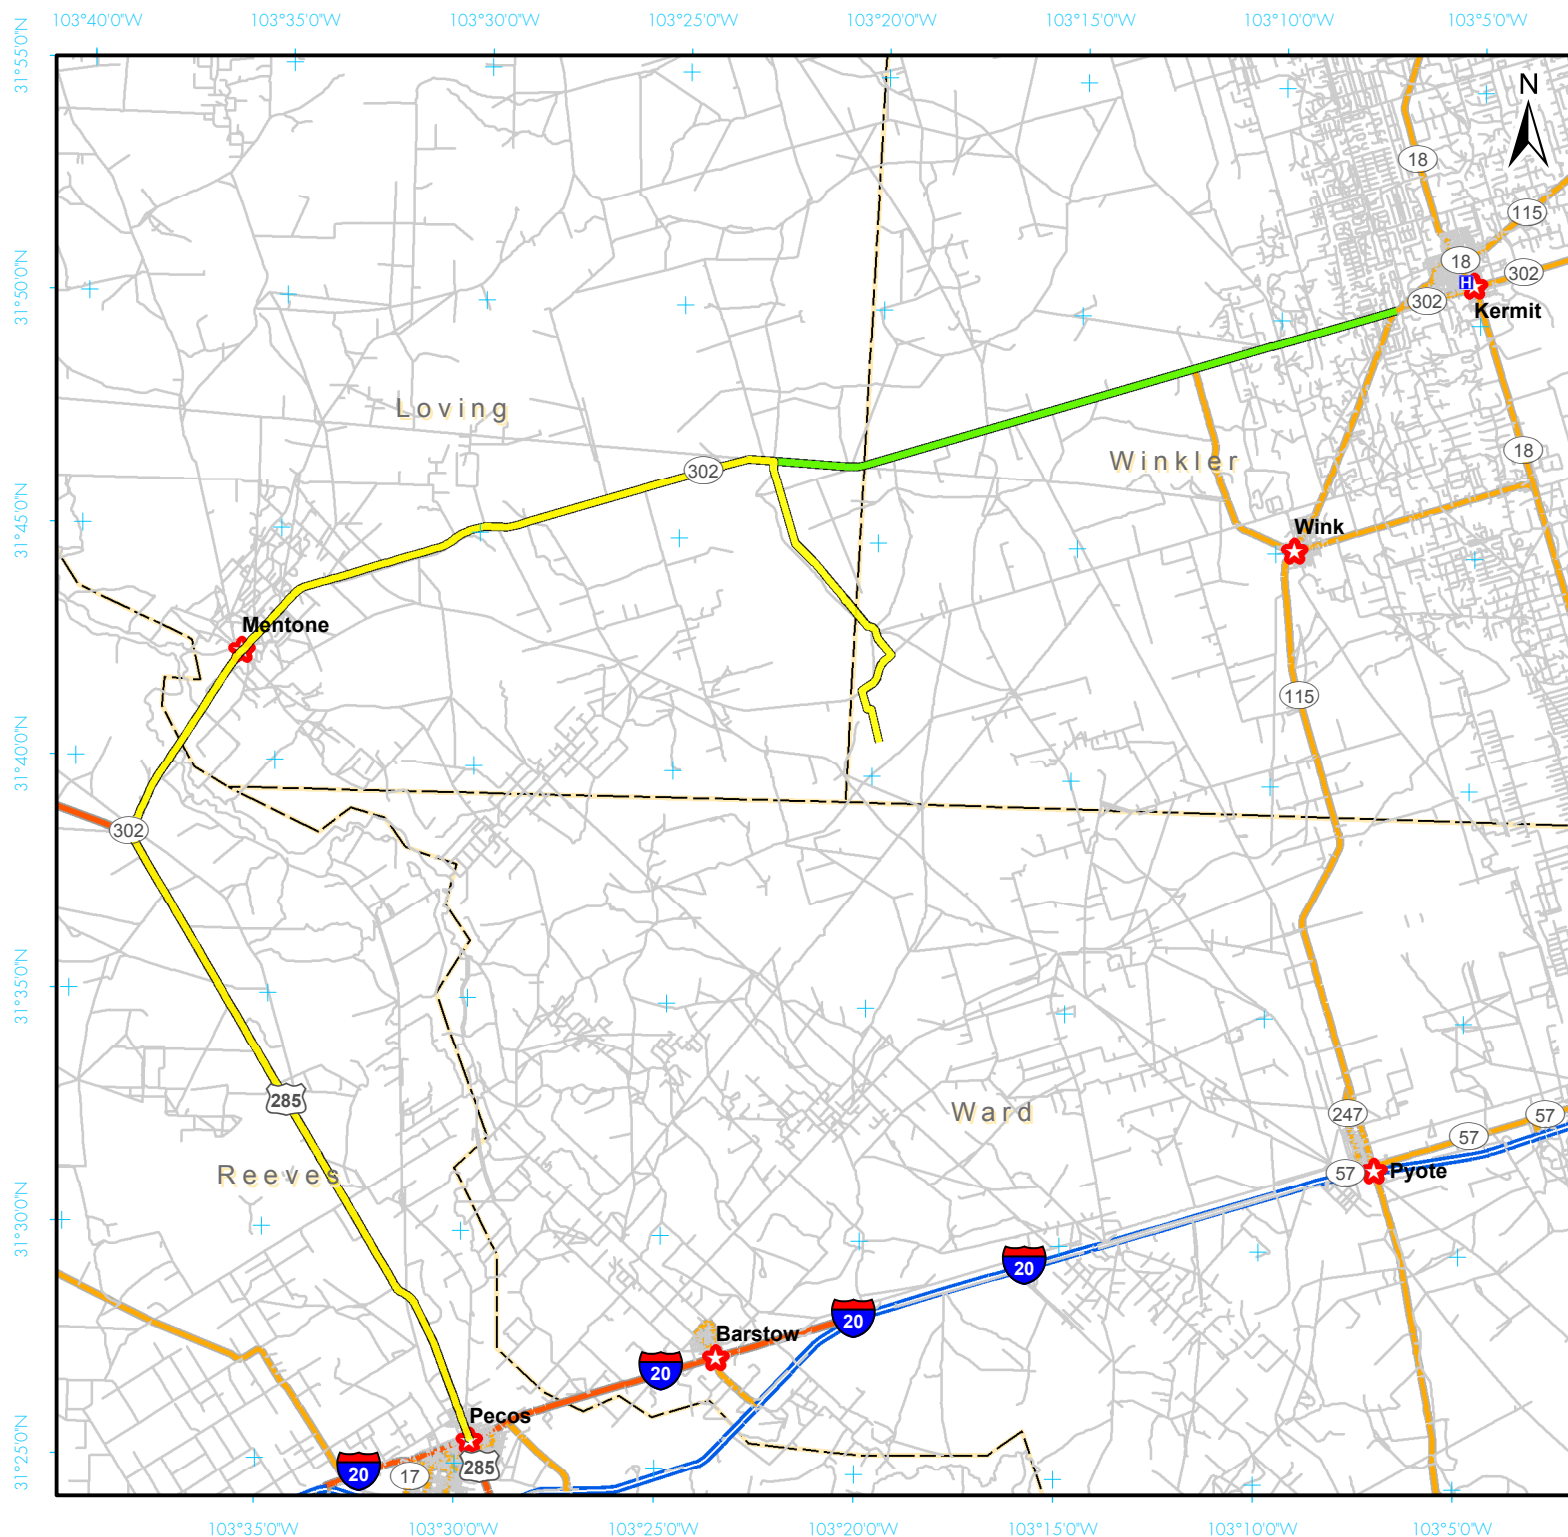 103°40'0"W 103°35'0"W 103°30'0"W 103°25'0"W 103°20'0"W 103°15'0"W 103°10'0"W 103°5'0"W
31°55'0"N
N
18
115
18
31°50'0"N
H
302
302
Kermit
Loving
Winkler
18
302
31°45'0"N
Wink
Mentone
115
31°40'0"N
302
31°35'0"N
285
Ward
247
57
57
Reeves
57
Pyote
31°30'0"N
20
20
Barstow
20
Pecos
31°25'0"N
20
17
285
103°35'0"W 103°30'0"W 103°25'0"W 103°20'0"W 103°15'0"W 103°10'0"W 103°5'0"W